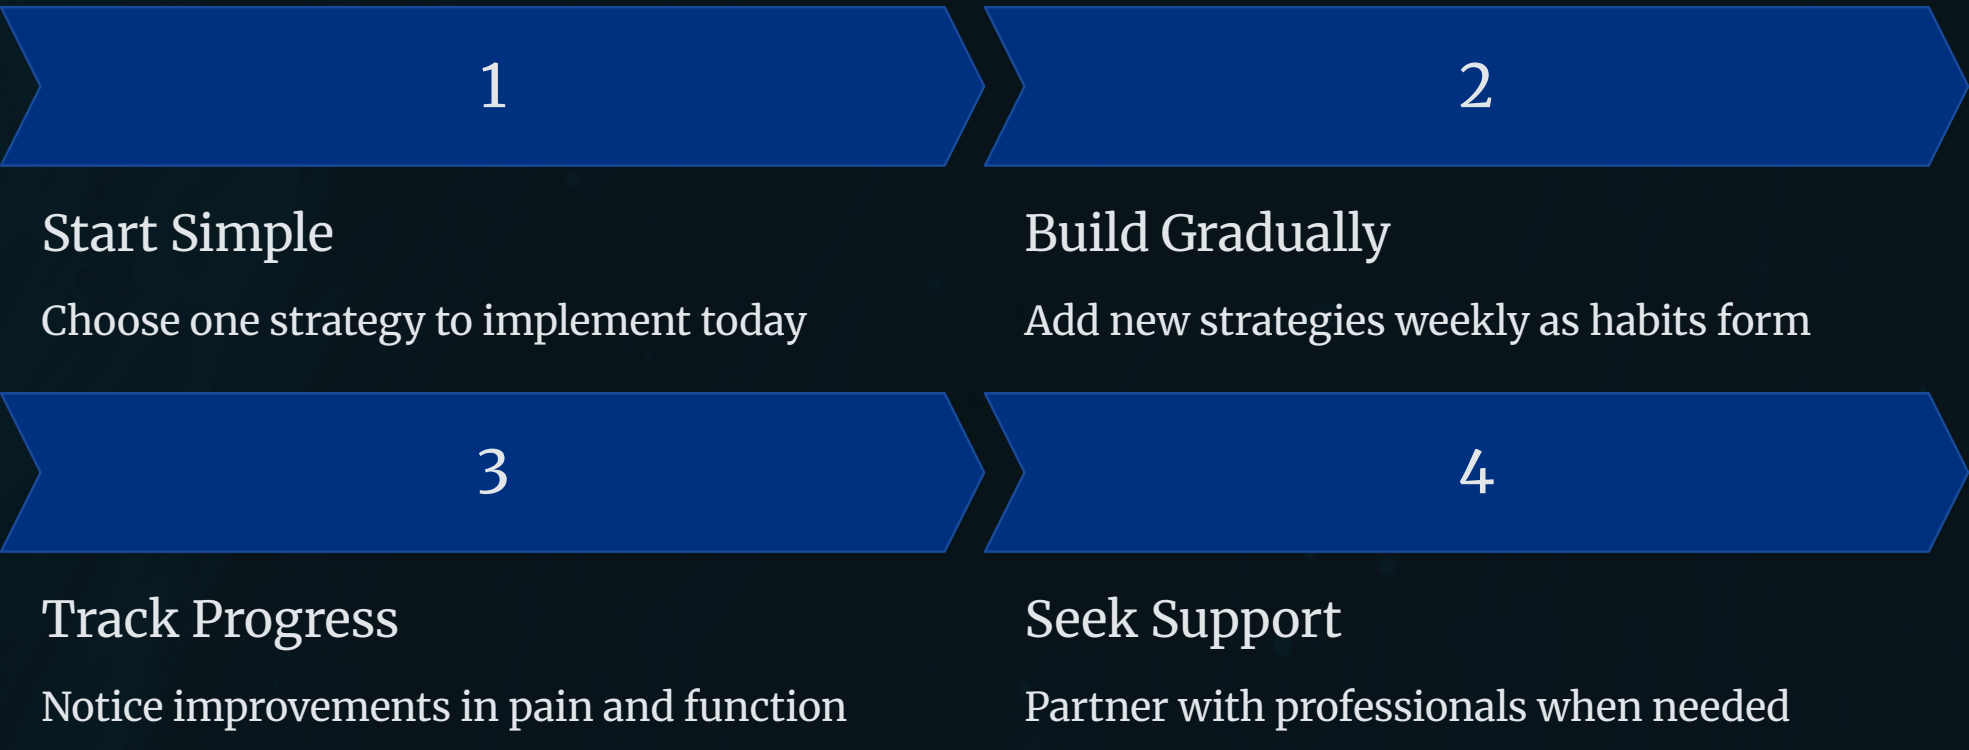 1
2
Start Simple
Build Gradually
Choose one strategy to implement today
Add new strategies weekly as habits form
3
4
Track Progress
Seek Support
Notice improvements in pain and function
Partner with professionals when needed